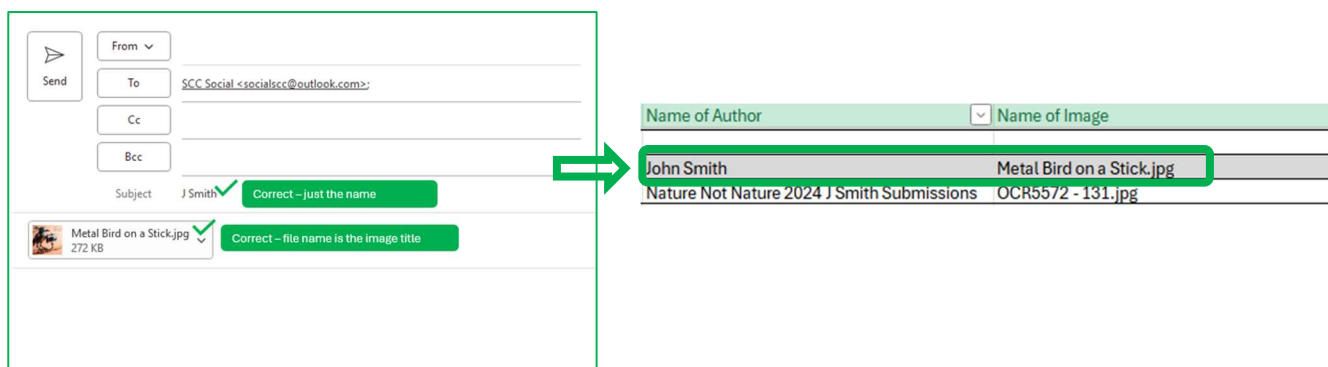 From
Send
To
SCC Social <socialscc@outlook.com>;
Cc
Bcc
Subject
J Smith
Correct – just the name
Metal Bird on a Stick.jpg
272 KB
Correct – file name is the image title
Name of Author
Name of Image
John Smith
Metal Bird on a Stick.jpg
Nature Not Nature 2024 J Smith Submissions
OCR5572 - 131.jpg